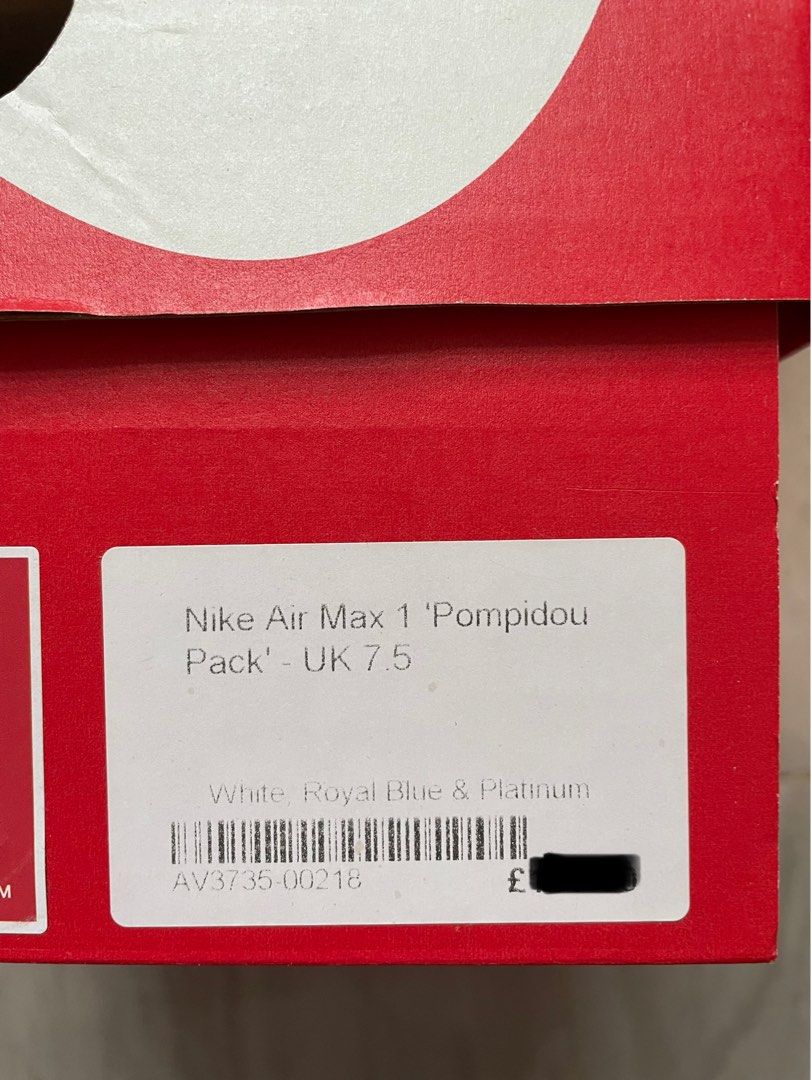 Nike Air Max 1 'Pompidou
Pack' - UK 7.5
White, Royal Blue & Platinum
AV3735-00218
£
M